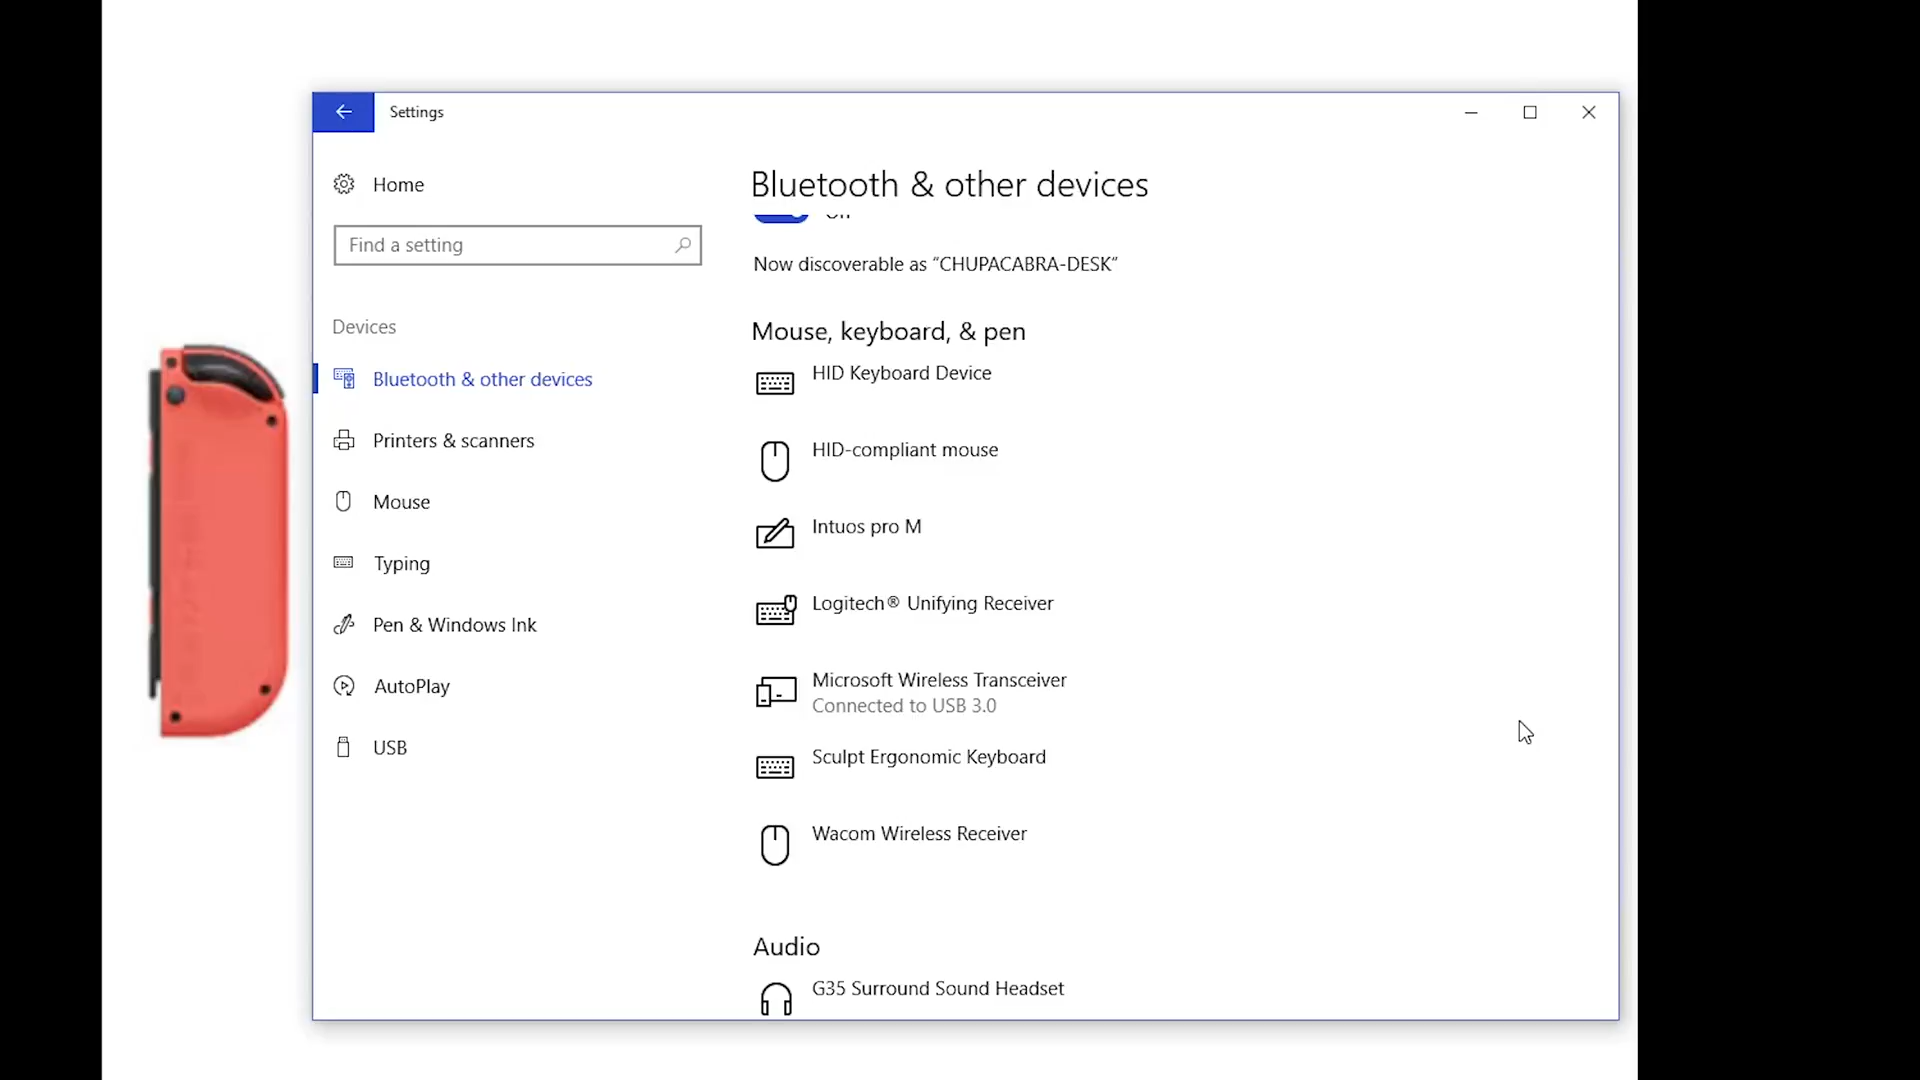 Settings
Home
Find a setting
Devices
Bluetooth & other devices
Printers & scanners
Mouse
Typing
Pen & Windows Ink
AutoPlay
USB
Bluetooth & other devices
Now discoverable as “CHUPACABRA-DESK”
Mouse, keyboard, & pen
HID Keyboard Device
HID-compliant mouse
Intuos pro M
Logitech® Unifying Receiver
Microsoft Wireless Transceiver
Connected to USB 3.0
Sculpt Ergonomic Keyboard
Wacom Wireless Receiver
Audio
G35 Surround Sound Headset